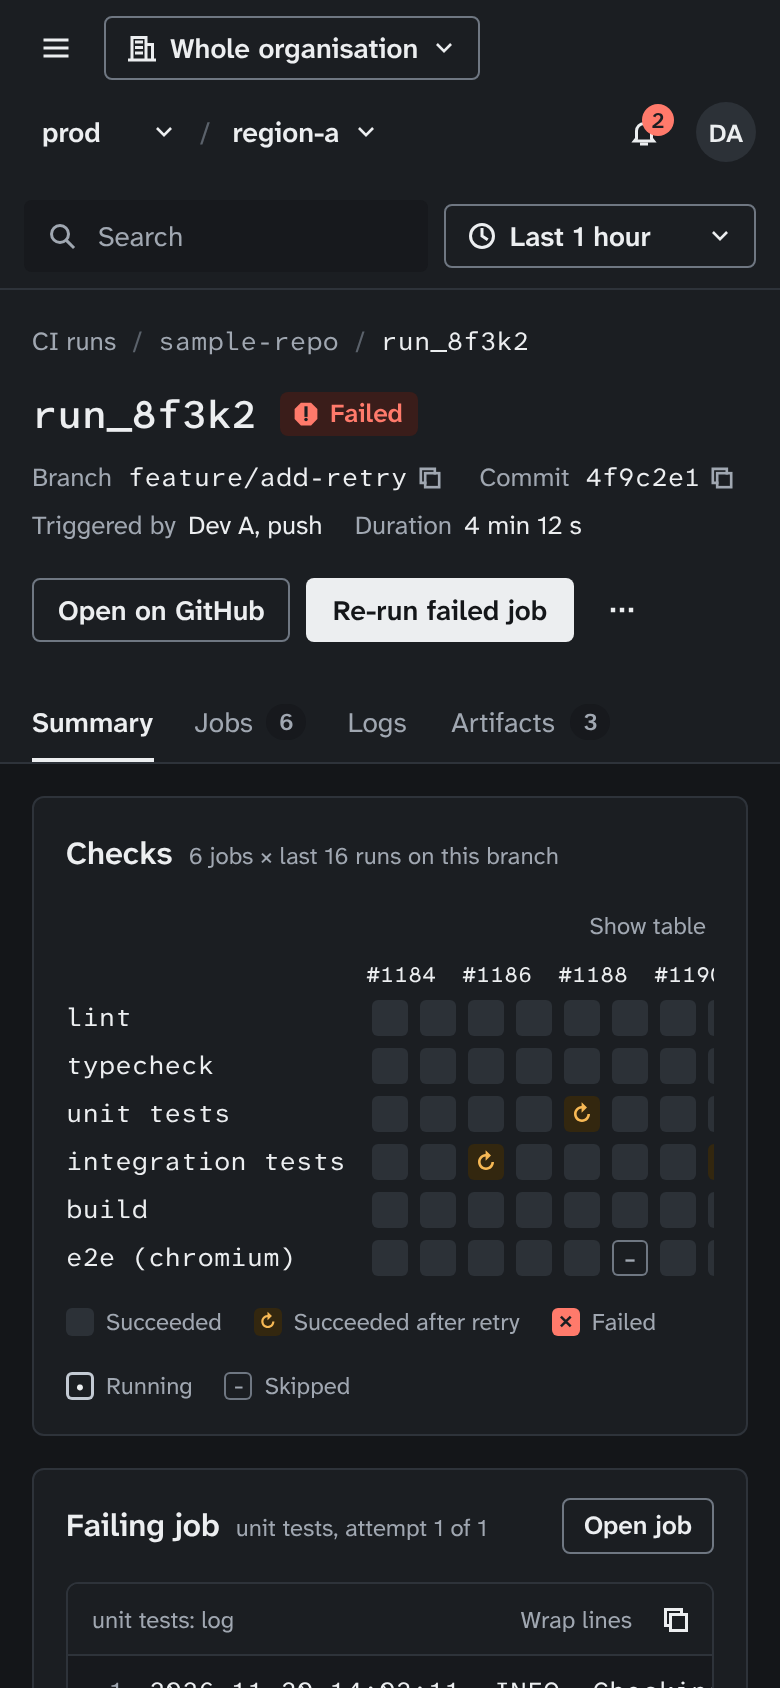 Whole organisation
prod / region-a 2 DA
Search Last 1 hour
CI runs / sample-repo / run_8f3k2
run_8f3k2 Failed
Branch feature/add-retry Commit 4f9c2e1
Triggered by Dev A, push Duration 4 min 12 s
Open on GitHub Re-run failed job ...
Summary Jobs 6 Logs Artifacts 3
Checks 6 jobs × last 16 runs on this branch
Show table
#1184 #1186 #1188 #119
lint
typecheck
unit tests
integration tests
build
e2e (chromium)
Succeeded Succeeded after retry Failed
Running Skipped
Failing job unit tests, attempt 1 of 1 Open job
unit tests: log Wrap lines